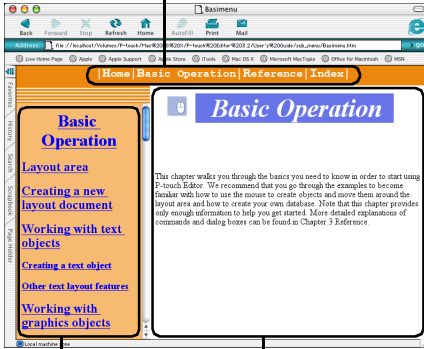 Basimenu
Back Forward Stop Refresh Home AutoFill Print Mail
Address: file://localhost/Volumes/P-touch/Mac%20OS%20X/P-touch%20Editor%203.2/User's%20Guide/sub_menu/Basimenu.htm go
Live Home Page Apple Apple Support Apple Store iTools Mac OS X Microsoft MacTopia Office for Macintosh MSN
|Home|Basic Operation|Reference|Index|
Favorites
History
Search
Scrapbook
Page Holder
Basic
Operation
Layout area
Creating a new
layout document
Working with text
objects
Creating a text object
Other text layout features
Working with
graphics objects
Basic Operation
This chapter walks you through the basics you need to know in order to start using
P-touch Editor. We recommend that you go through the examples to become
familiar with how to use the mouse to create objects and move them around the
layout area and how to create your own database. Note that this chapter provides
only enough information to help you get started. More detailed explanations of
commands and dialog boxes can be found in Chapter 3 Reference.
Local machine zone